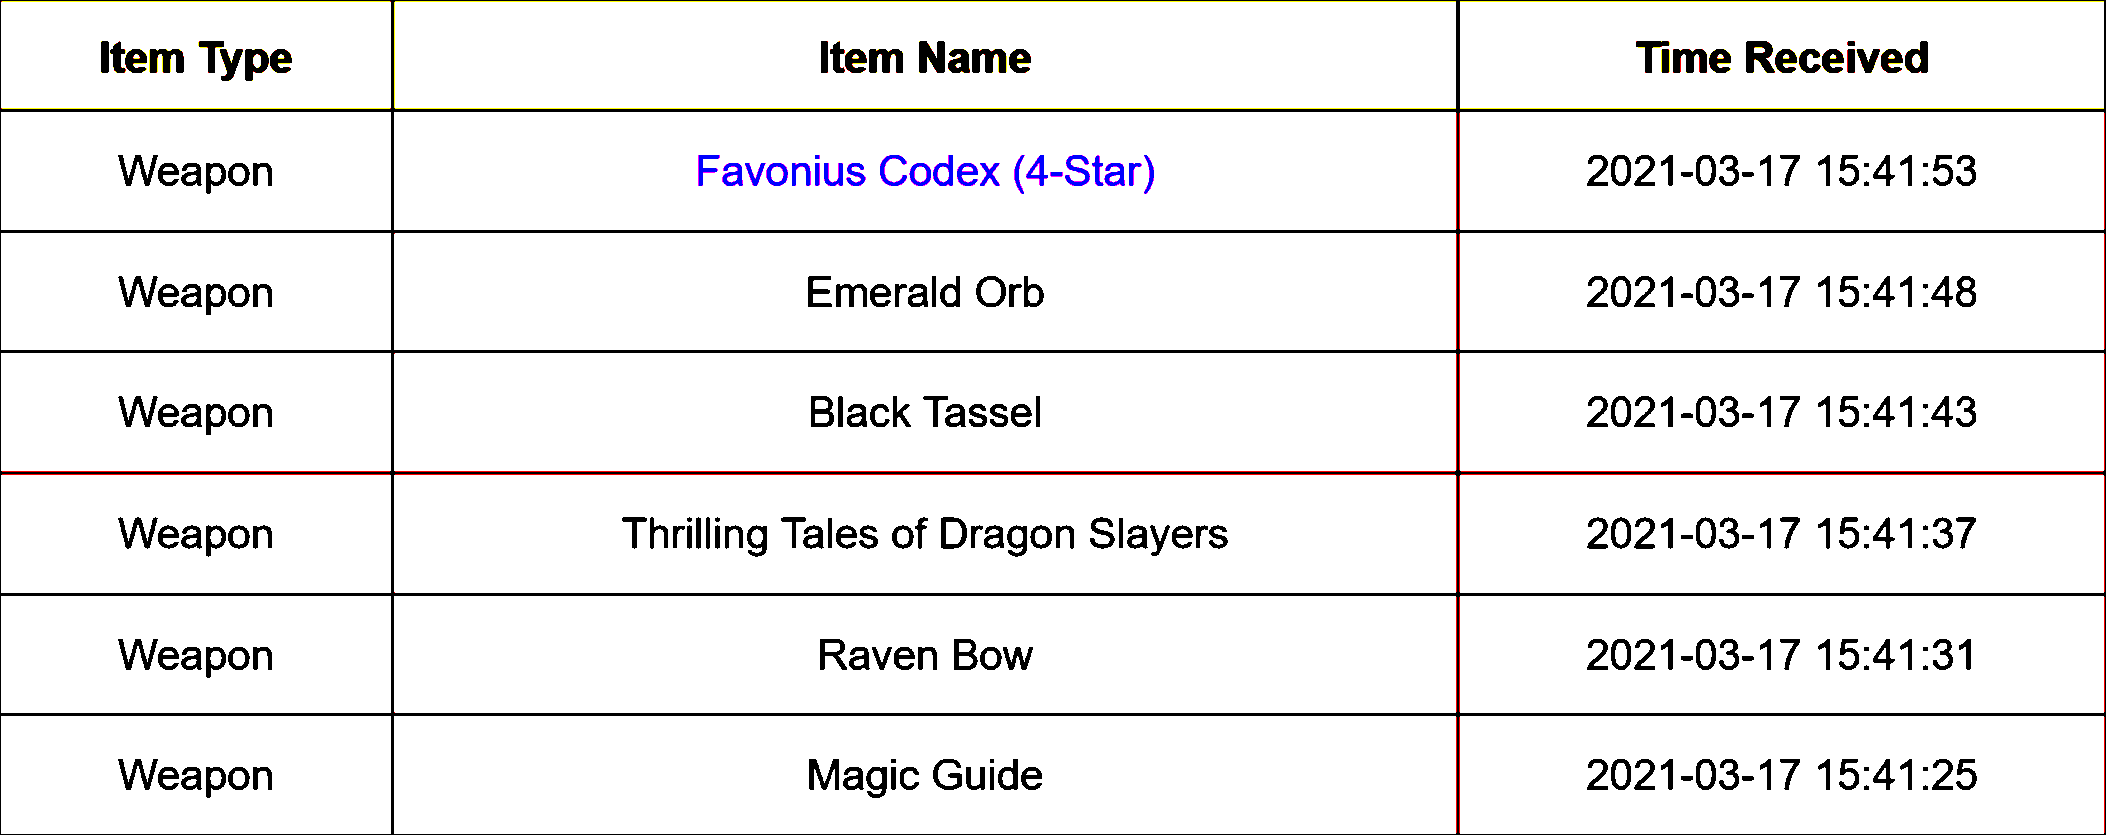 Item Type Item Name Time Received
Weapon Favonius Codex (4-Star) 2021-03-17 15:41:53
Weapon Emerald Orb 2021-03-17 15:41:48
Weapon Black Tassel 2021-03-17 15:41:43
Weapon Thrilling Tales of Dragon Slayers 2021-03-17 15:41:37
Weapon Raven Bow 2021-03-17 15:41:31
Weapon Magic Guide 2021-03-17 15:41:25